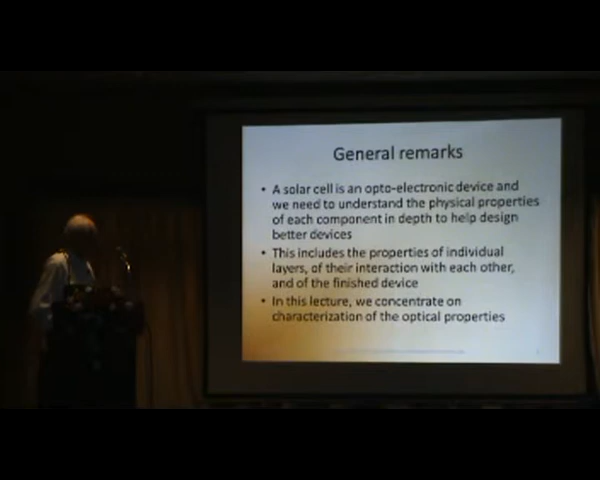 General remarks
• A solar cell is an opto-electronic device and
we need to understand the physical properties
of each component in depth to help design
better devices
• This includes the properties of individual
layers, of their interaction with each other,
and of the finished device
• In this lecture, we concentrate on
characterization of the optical properties